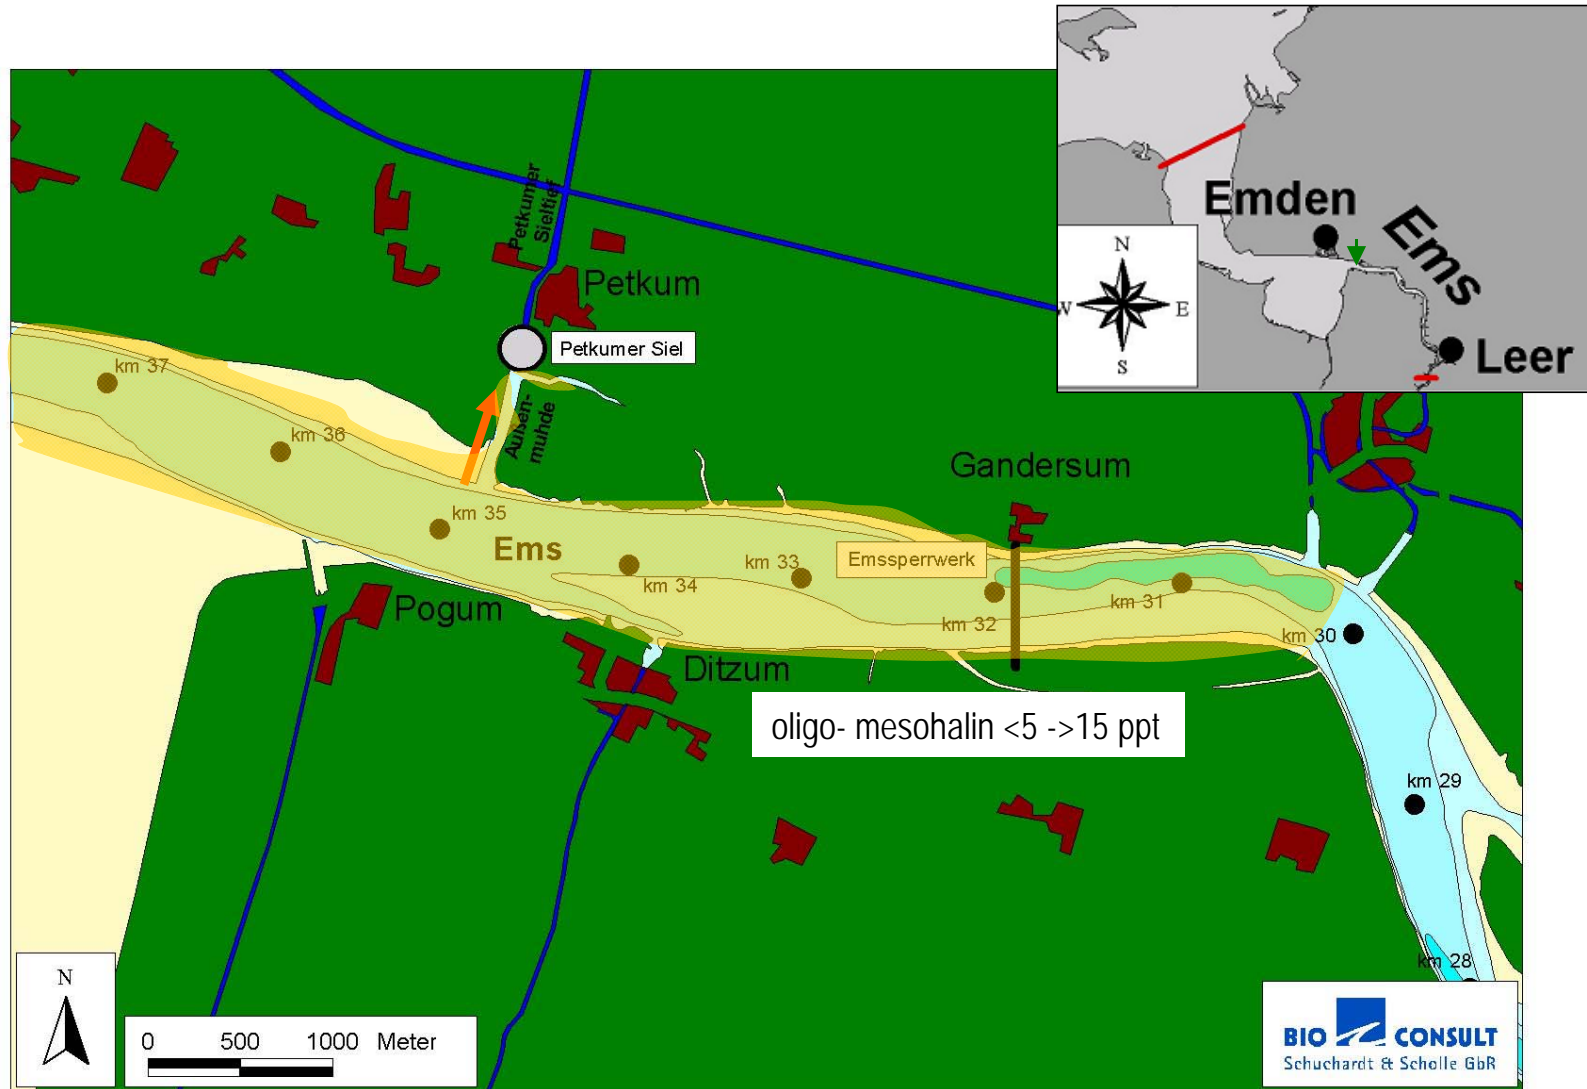 Emden
Ems
Leer
N
W
E
S
Petkumer
Sieltief
Petkum
Petkumer Siel
Außen-
muhde
km 37
km 36
km 35
Ems
km 34
km 33
Emssperrwerk
Gandersum
km 32
km 31
km 30
km 29
km 28
Pogum
Ditzum
oligo- mesohalin <5 ->15 ppt
N
0 500 1000 Meter
BIO CONSULT
Schuchardt & Scholle GbR